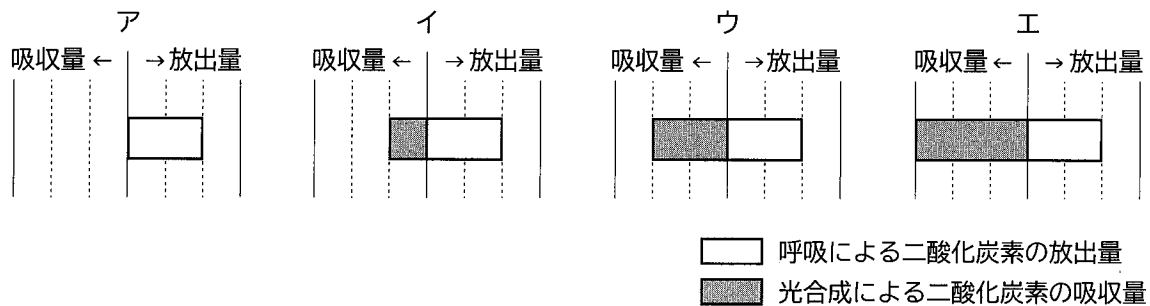 ア イ ウ エ
吸収量 ← → 放出量 吸収量 ← → 放出量 吸収量 ← → 放出量 吸収量 ← → 放出量
呼吸による二酸化炭素の放出量
光合成による二酸化炭素の吸収量